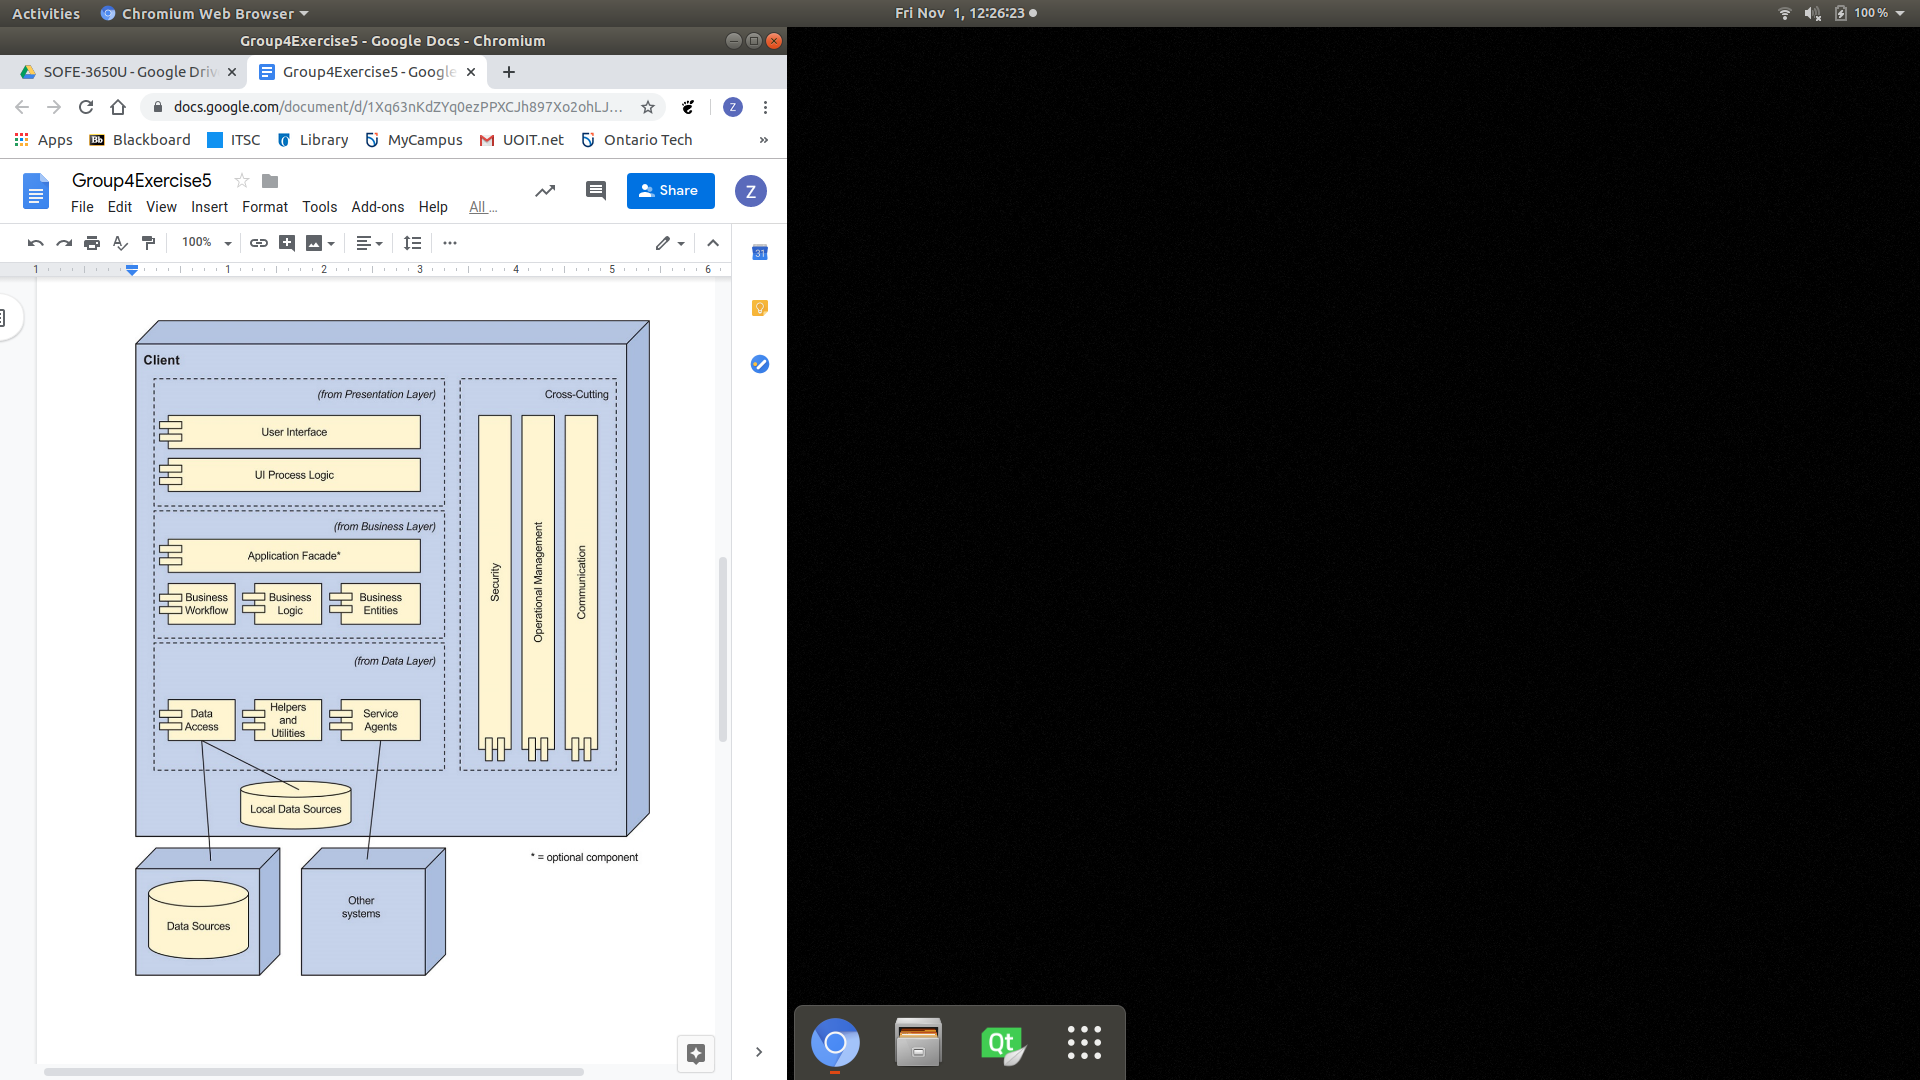 Activities Chromium Web Browser Fri Nov 1, 12:26:23 100 %
Group4Exercise5 - Google Docs - Chromium
SOFE-3650U - Google Driv Group4Exercise5 - Google
docs.google.com/document/d/1Xq63nKdZYq0ezPPXCJh897Xo2ohLJ... Z
Apps Bb Blackboard ITSC Library MyCampus UOIT.net Ontario Tech »
Group4Exercise5
Share Z
File Edit View Insert Format Tools Add-ons Help All ...
100%
31
1 1 2 3 4 5 6
Client
(from Presentation Layer)
User Interface
UI Process Logic
(from Business Layer)
Application Facade*
Business
Workflow
Business
Logic
Business
Entities
(from Data Layer)
Data
Access
Helpers
and
Utilities
Service
Agents
Cross-Cutting
Security
Operational Management
Communication
Local Data Sources
* = optional component
Data Sources
Other
systems
Qt